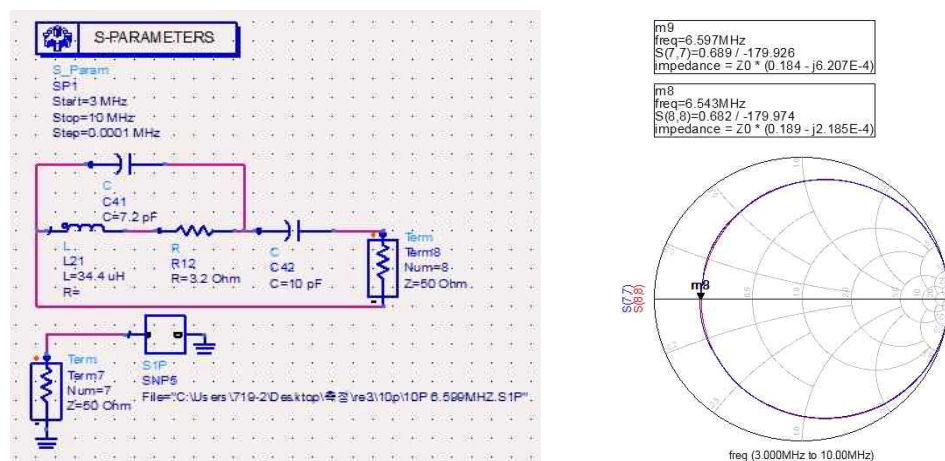 S-PARAMETERS
S_Param
SP1
Start=3 MHz
Stop=10 MHz
Step=0.0001 MHz
C
C41
C=7.2 pF
L
L21
L=34.4 uH
R=
R
R12
R=3.2 Ohm
C
C42
C=10 pF
Term
Term8
Num=8
Z=50 Ohm
Term
Term7
Num=7
Z=50 Ohm
S1P
SNP5
File="C:\Users\719-2\Desktop\측정\re3\10p\10P 6.599MHZ.S1P"
m9
freq=6.597MHz
S(7,7)=0.689 / -179.926
impedance = Z0 * (0.184 - j6.207E-4)
m8
freq=6.543MHz
S(8,8)=0.682 / -179.974
impedance = Z0 * (0.189 - j2.185E-4)
m8
S(7,7)
S(8,8)
freq (3.000MHz to 10.00MHz)